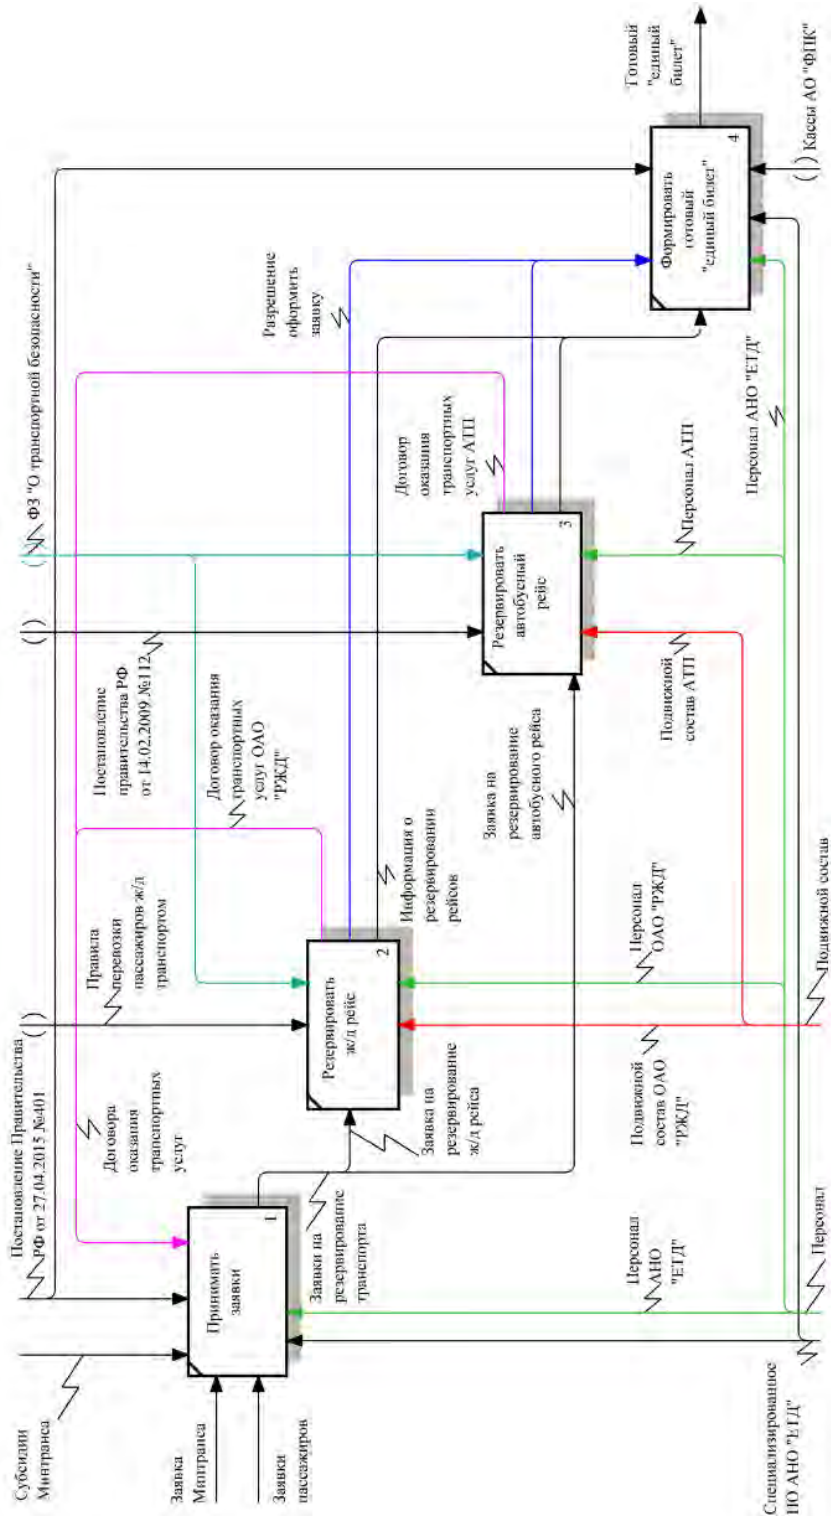 Субсидии
Минтранса
Постановление Правительства
РФ от 27.04.2015 №401
Договора
оказания
транспортных
услуг
Правила
перевозки
пассажиров ж/д
транспортом
Постановление
правительства РФ
от 14.02.2009 №112
Договор оказания
транспортных
услуг ОАО
"РЖД"
ФЗ "О транспортной безопасности"
Заявка
Минтранса
Заявки
пассажиров
Принимать
заявки
1
Заявки на
резервирование
транспорта
Заявка на
резервирование
ж/д рейса
Резервировать
ж/д рейс
2
Информация о
резервировании
рейсов
Заявка на
резервирование
автобусного рейса
Резервировать
автобусный
рейс
3
Договор
оказания
транспортных
услуг АТП
Разрешение
оформить
заявку
Формировать
готовый
"единый билет"
4
Готовый
"единый
билет"
Специализированное
ПО АНО "ЕТД"
Персонал
АНО
"ЕТД"
Персонал
Подвижной
состав ОАО
"РЖД"
Персонал
ОАО "РЖД"
Подвижной состав
Подвижной
состав АТП
Персонал АТП
Персонал АНО "ЕТД"
Кассы АО "ФПК"